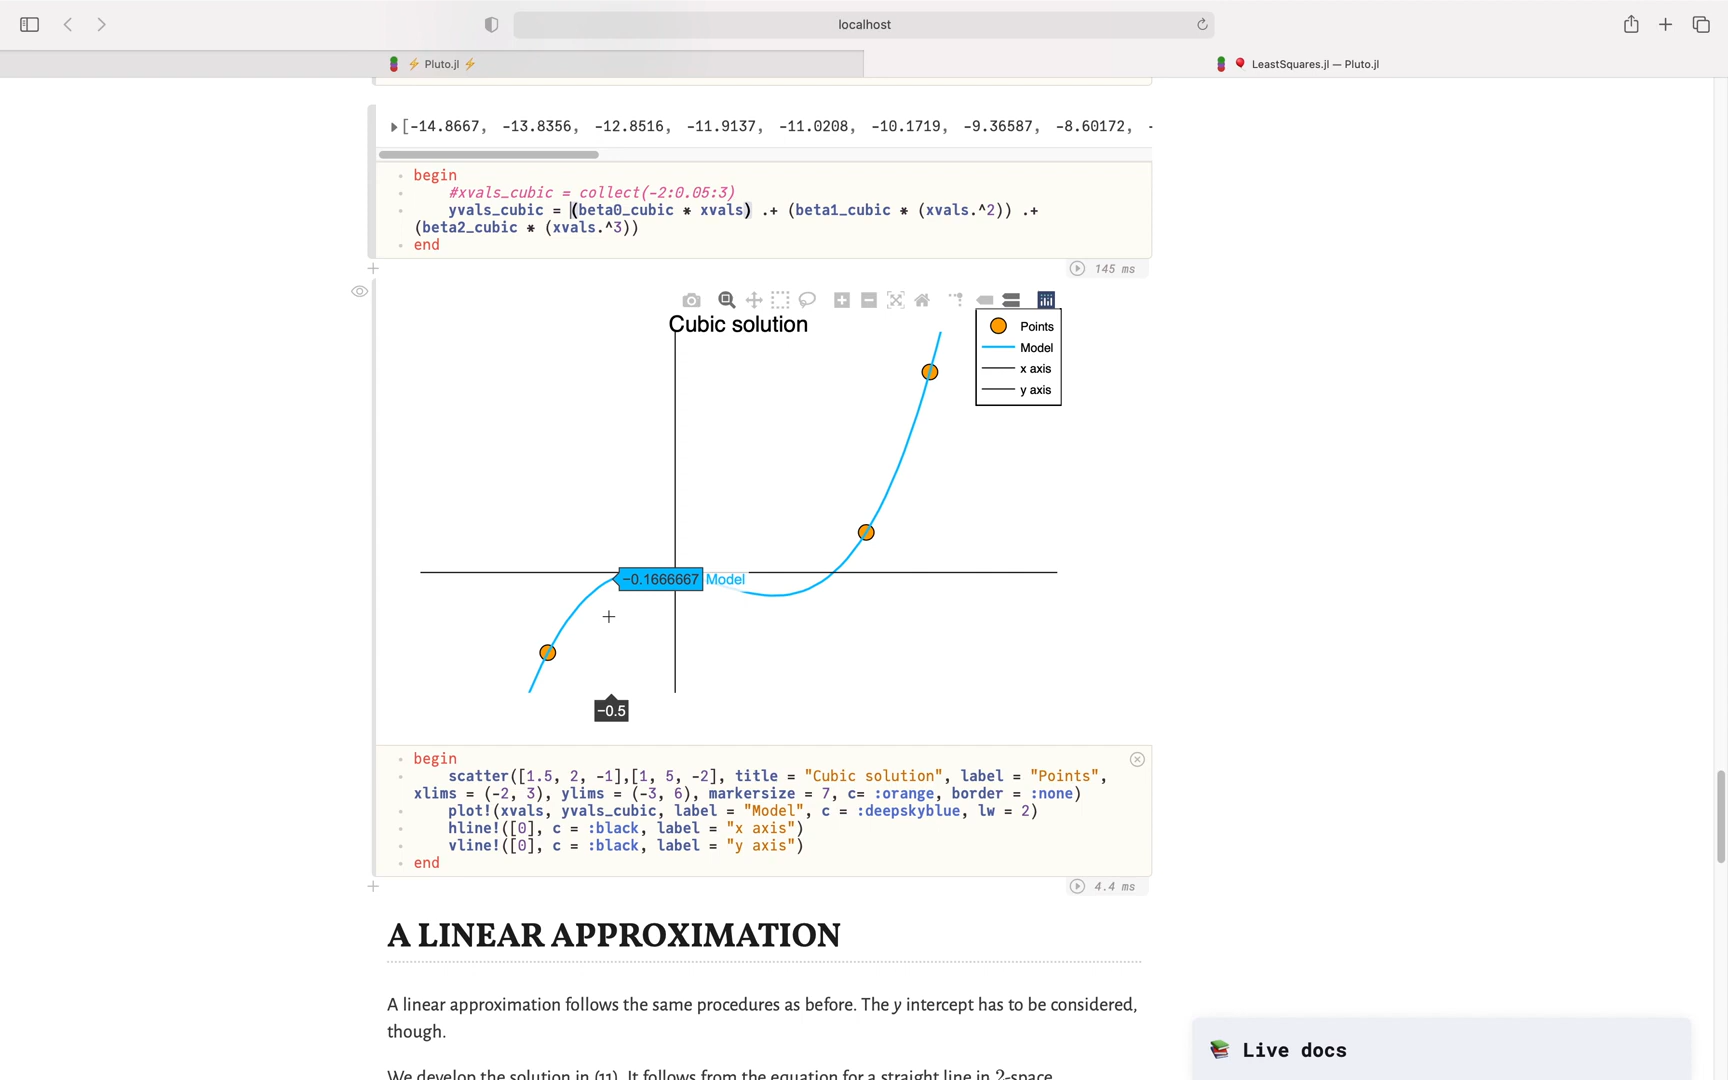 localhost
⚡ Pluto.jl ⚡
🎈 LeastSquares.jl — Pluto.jl
[-14.8667, -13.8356, -12.8516, -11.9137, -11.0208, -10.1719, -9.36587, -8.60172, -
begin
#xvals_cubic = collect(-2:0.05:3)
yvals_cubic = (beta0_cubic * xvals) .+ (beta1_cubic * (xvals.^2)) .+
(beta2_cubic * (xvals.^3))
end
145 ms
Cubic solution
Points
Model
x axis
y axis
−0.1666667 Model
−0.5
begin
scatter([1.5, 2, -1],[1, 5, -2], title = "Cubic solution", label = "Points",
xlims = (-2, 3), ylims = (-3, 6), markersize = 7, c= :orange, border = :none)
plot!(xvals, yvals_cubic, label = "Model", c = :deepskyblue, lw = 2)
hline!([0], c = :black, label = "x axis")
vline!([0], c = :black, label = "y axis")
end
4.4 ms
A LINEAR APPROXIMATION
A linear approximation follows the same procedures as before. The y intercept has to be considered,
though.
We develop the solution in (11). It follows from the equation for a straight line in 2-space
📚 Live docs